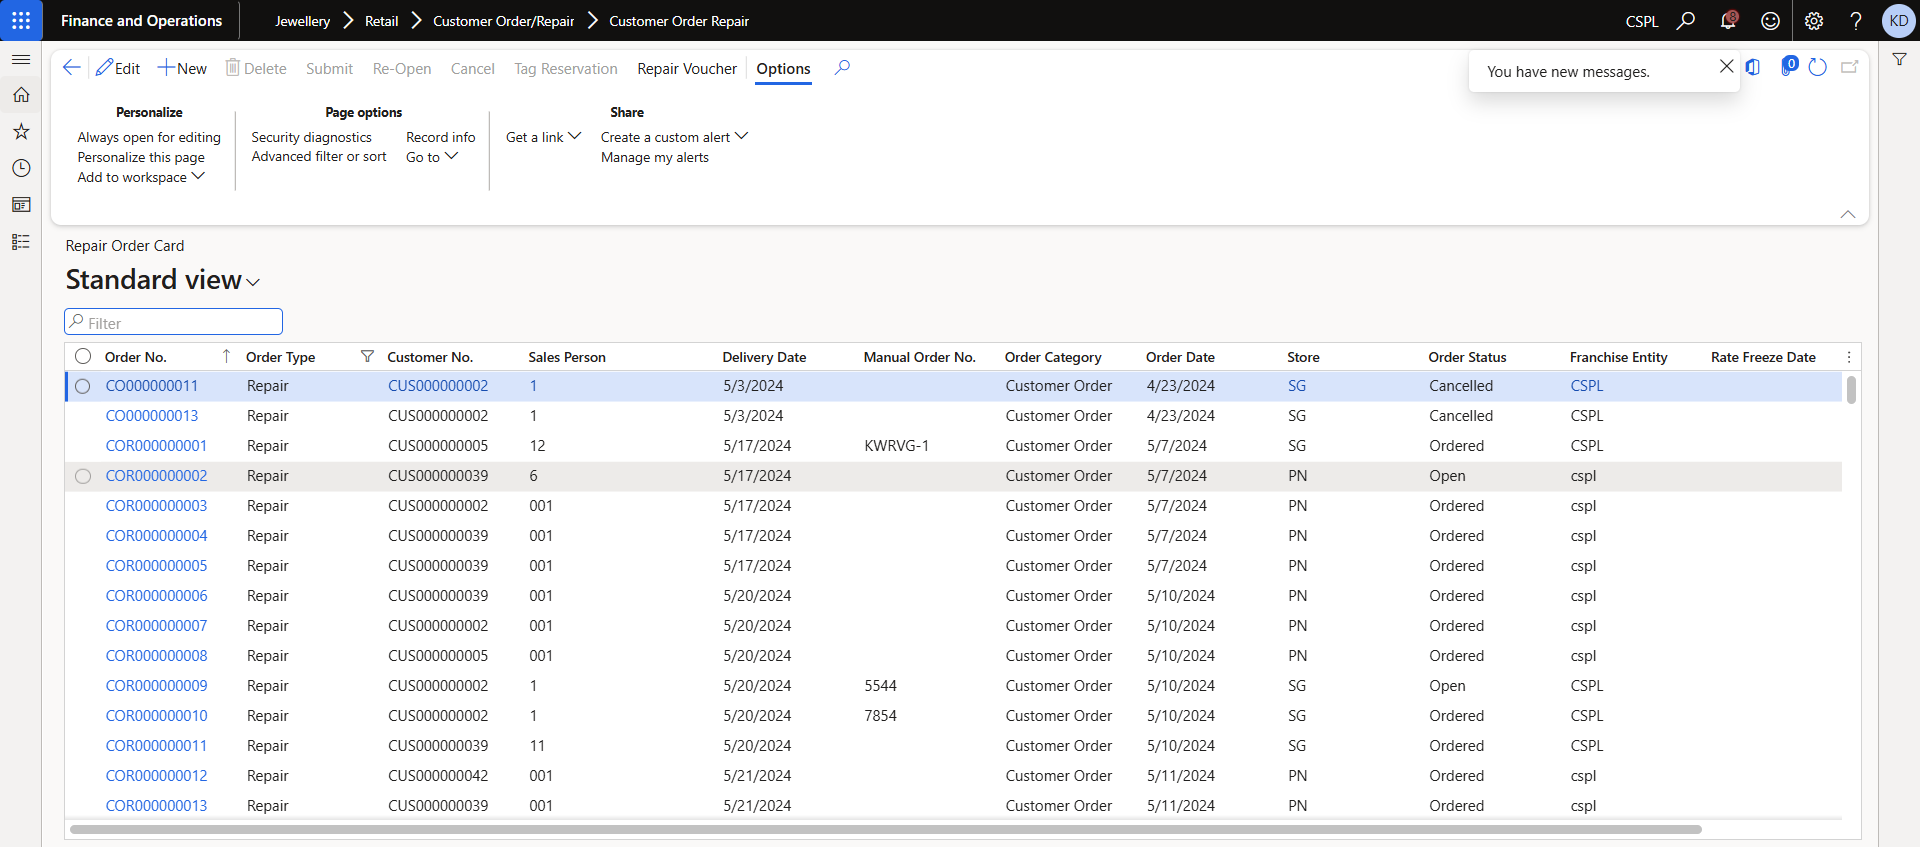 Finance and Operations Jewellery Retail Customer Order/Repair Customer Order Repair CSPL 8 ? KD
Edit New Delete Submit Re-Open Cancel Tag Reservation Repair Voucher Options You have new messages. 0
Personalize Page options Share
Always open for editing Security diagnostics Record info Get a link Create a custom alert
Personalize this page Advanced filter or sort Go to Manage my alerts
Add to workspace
Repair Order Card
Standard view
Filter
Order No. Order Type Customer No. Sales Person Delivery Date Manual Order No. Order Category Order Date Store Order Status Franchise Entity Rate Freeze Date
CO000000011 Repair CUS000000002 1 5/3/2024 Customer Order 4/23/2024 SG Cancelled CSPL
CO000000013 Repair CUS000000002 1 5/3/2024 Customer Order 4/23/2024 SG Cancelled CSPL
COR000000001 Repair CUS000000005 12 5/17/2024 KWRVG-1 Customer Order 5/7/2024 SG Ordered CSPL
COR000000002 Repair CUS000000039 6 5/17/2024 Customer Order 5/7/2024 PN Open cspl
COR000000003 Repair CUS000000002 001 5/17/2024 Customer Order 5/7/2024 PN Ordered cspl
COR000000004 Repair CUS000000039 001 5/17/2024 Customer Order 5/7/2024 PN Ordered cspl
COR000000005 Repair CUS000000039 001 5/17/2024 Customer Order 5/7/2024 PN Ordered cspl
COR000000006 Repair CUS000000039 001 5/20/2024 Customer Order 5/10/2024 PN Ordered cspl
COR000000007 Repair CUS000000002 001 5/20/2024 Customer Order 5/10/2024 PN Ordered cspl
COR000000008 Repair CUS000000005 001 5/20/2024 Customer Order 5/10/2024 PN Ordered cspl
COR000000009 Repair CUS000000002 1 5/20/2024 5544 Customer Order 5/10/2024 SG Open CSPL
COR000000010 Repair CUS000000002 1 5/20/2024 7854 Customer Order 5/10/2024 SG Ordered CSPL
COR000000011 Repair CUS000000039 11 5/20/2024 Customer Order 5/10/2024 SG Ordered CSPL
COR000000012 Repair CUS000000042 001 5/21/2024 Customer Order 5/11/2024 PN Ordered cspl
COR000000013 Repair CUS000000039 001 5/21/2024 Customer Order 5/11/2024 PN Ordered cspl